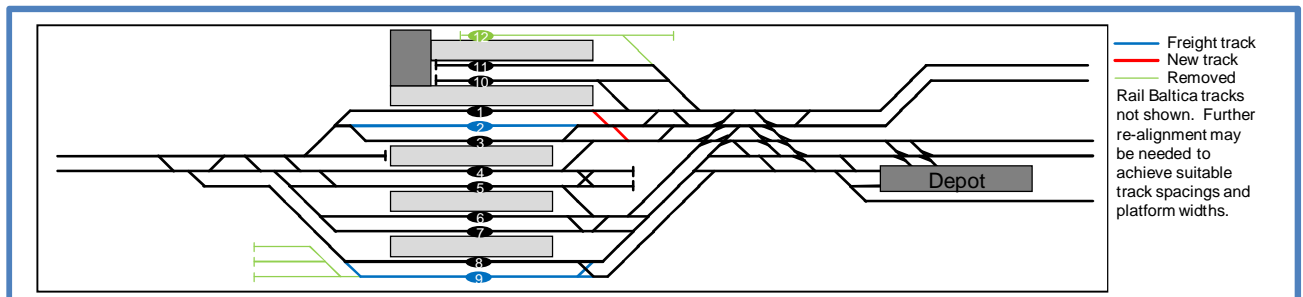 12
11
10
1
2
3
4
5
6
7
8
9
Depot
Freight track
New track
Removed
Rail Baltica tracks
not shown. Further
re-alignment may
be needed to
achieve suitable
track spacings and
platform widths.